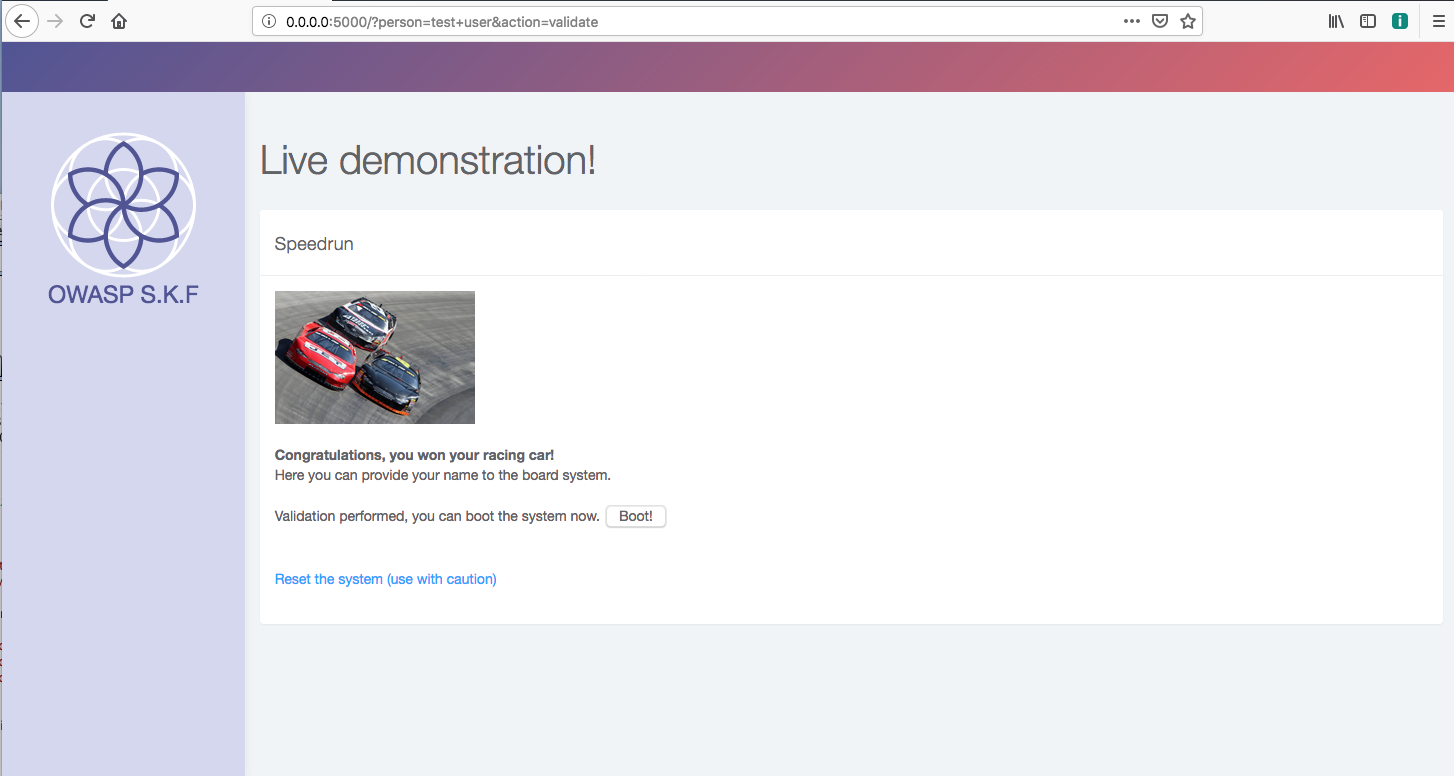 0.0.0.0:5000/?person=test+user&action=validate
OWASP S.K.F
Live demonstration!
Speedrun
Congratulations, you won your racing car!
Here you can provide your name to the board system.
Validation performed, you can boot the system now. Boot!
Reset the system (use with caution)